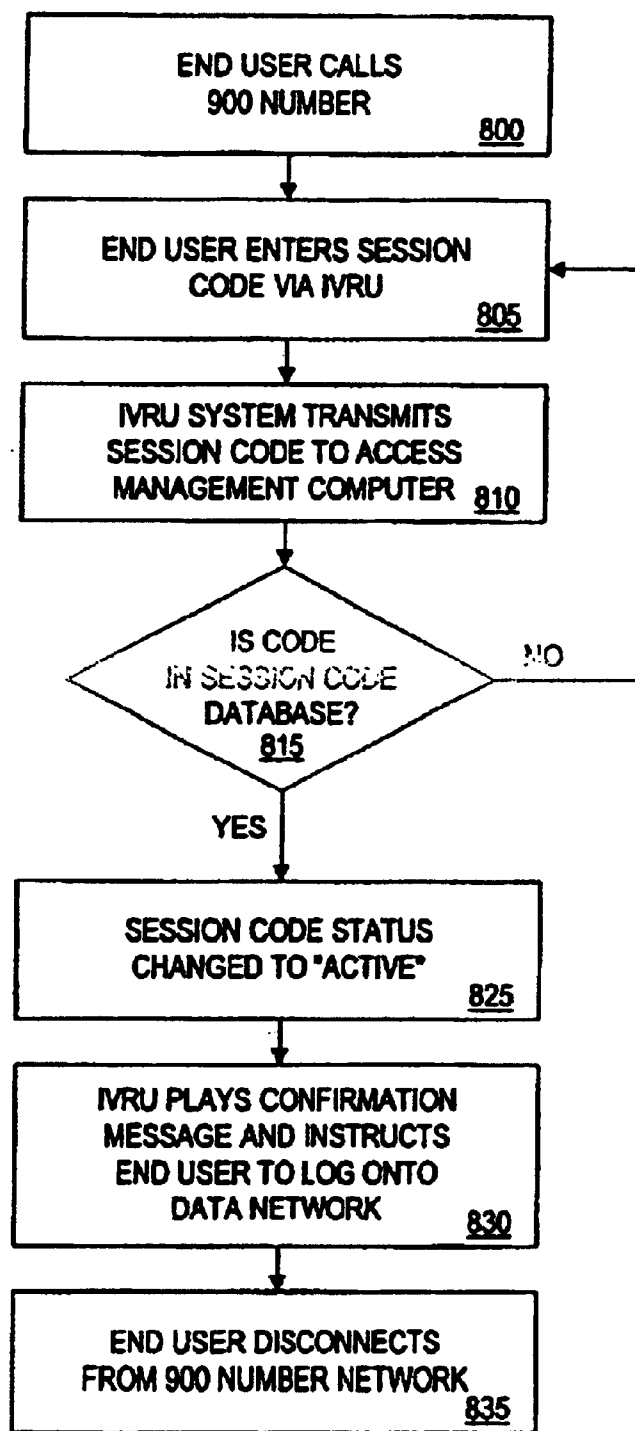 END USER CALLS
900 NUMBER
800
END USER ENTERS SESSION
CODE VIA IVRU
805
IVRU SYSTEM TRANSMITS
SESSION CODE TO ACCESS
MANAGEMENT COMPUTER
810
IS CODE
IN SESSION CODE
DATABASE?
815
NO
YES
SESSION CODE STATUS
CHANGED TO "ACTIVE"
825
IVRU PLAYS CONFIRMATION
MESSAGE AND INSTRUCTS
END USER TO LOG ONTO
DATA NETWORK
830
END USER DISCONNECTS
FROM 900 NUMBER NETWORK
835